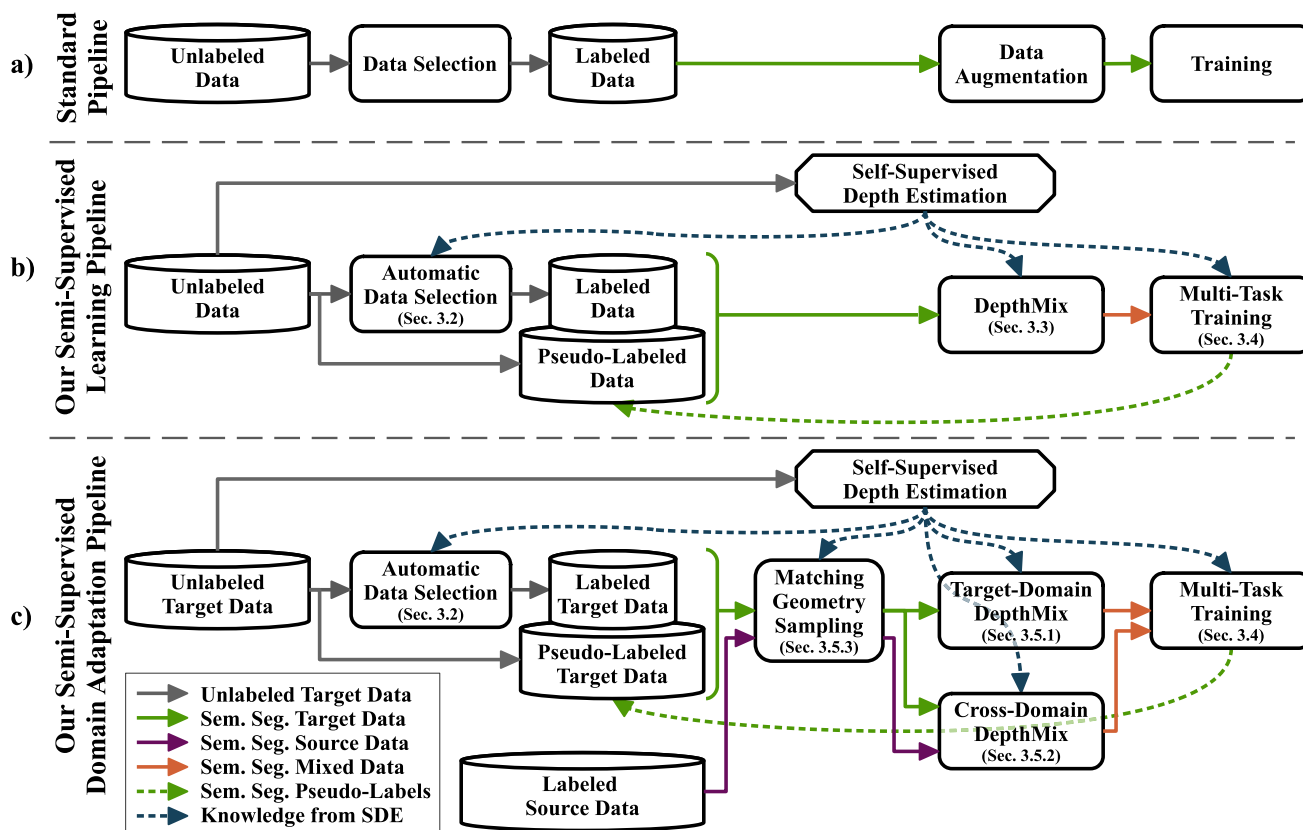 a)
Standard
Pipeline
Unlabeled
Data
Data Selection
Labeled
Data
Data
Augmentation
Training
b)
Our Semi-Supervised
Learning Pipeline
Self-Supervised
Depth Estimation
Unlabeled
Data
Automatic
Data Selection
(Sec. 3.2)
Labeled
Data
Pseudo-Labeled
Data
DepthMix
(Sec. 3.3)
Multi-Task
Training
(Sec. 3.4)
c)
Our Semi-Supervised
Domain Adaptation Pipeline
Self-Supervised
Depth Estimation
Unlabeled
Target Data
Automatic
Data Selection
(Sec. 3.2)
Labeled
Target Data
Pseudo-Labeled
Target Data
Matching
Geometry
Sampling
(Sec. 3.5.3)
Target-Domain
DepthMix
(Sec. 3.5.1)
Multi-Task
Training
(Sec. 3.4)
Cross-Domain
DepthMix
(Sec. 3.5.2)
Labeled
Source Data
Unlabeled Target Data
Sem. Seg. Target Data
Sem. Seg. Source Data
Sem. Seg. Mixed Data
Sem. Seg. Pseudo-Labels
Knowledge from SDE